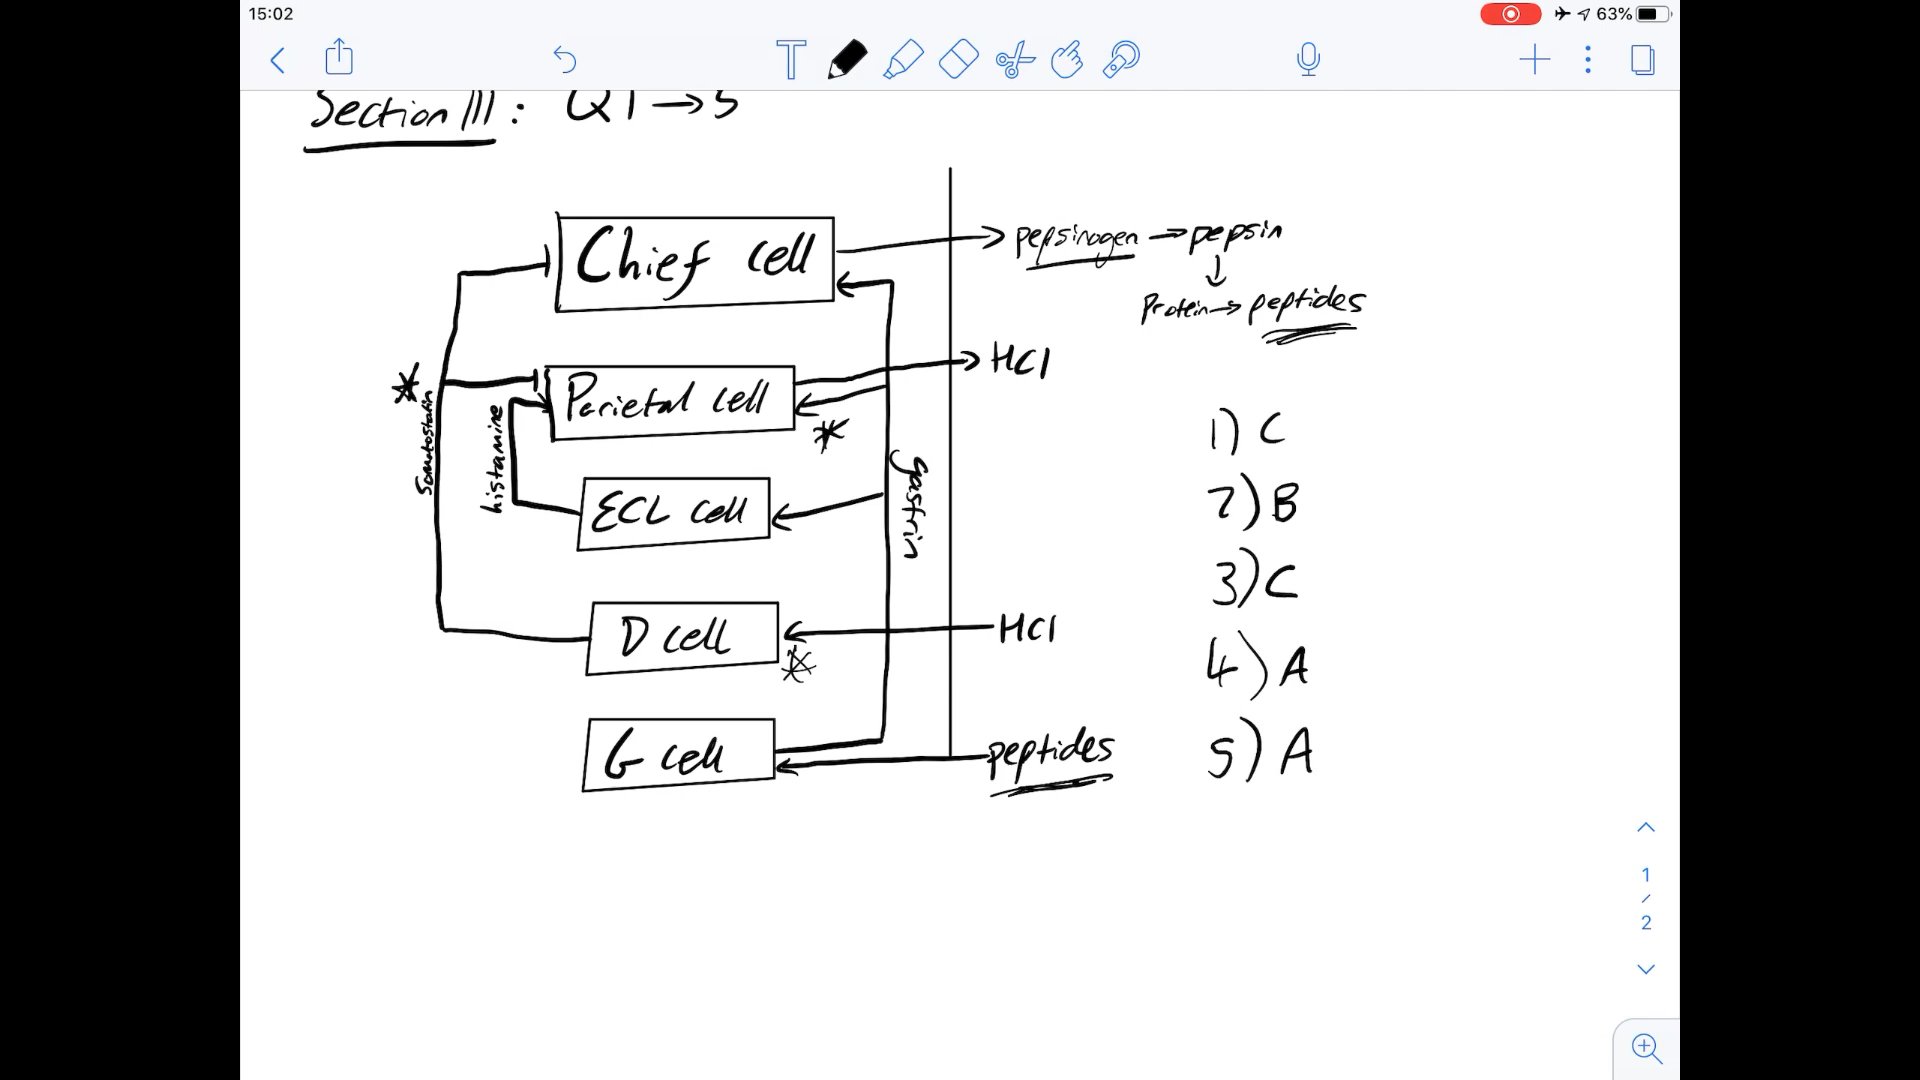 15:02
63%
T
Section III: Q1→5
Chief cell
pepsinogen → pepsin
↓
Protein → peptides
Parietal cell
HCl
somatostatin
histamine
gastrin
ECL cell
D cell
HCl
G cell
peptides
1) C
2) B
3) C
4) A
5) A
1
/
2